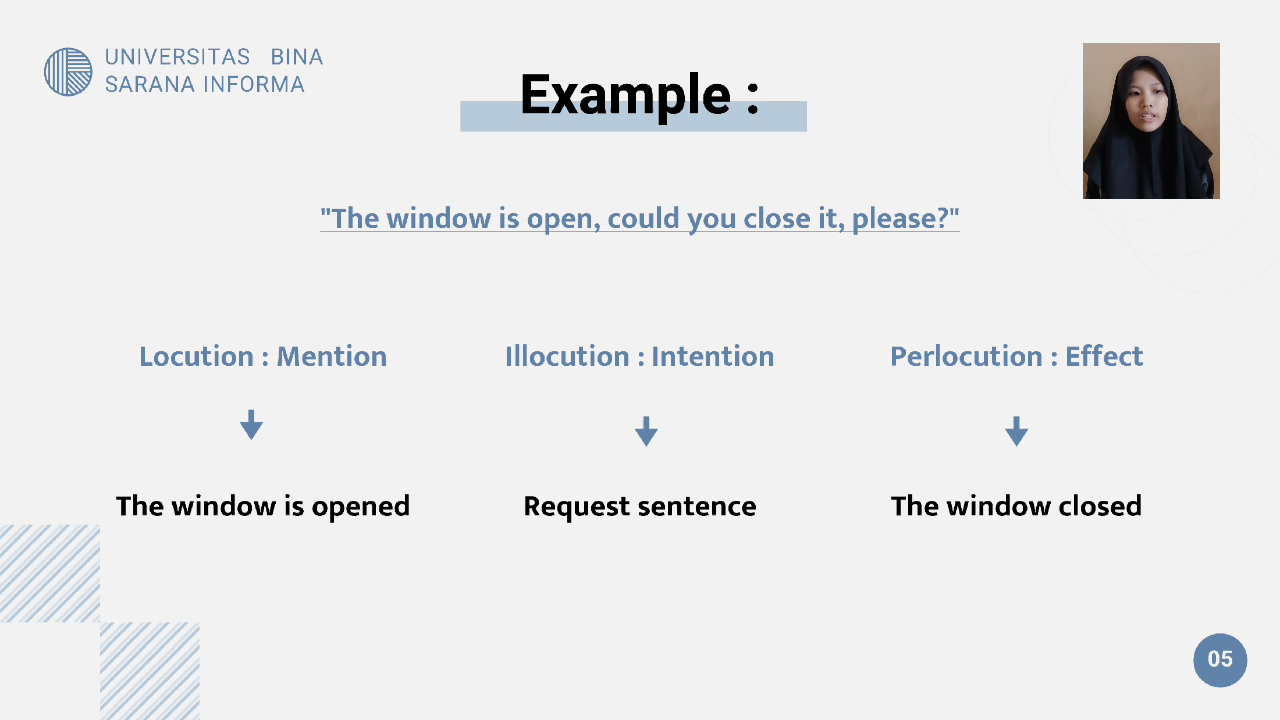 UNIVERSITAS BINA
SARANA INFORMA
Example :
"The window is open, could you close it, please?"
Locution : Mention
Illocution : Intention
Perlocution : Effect
The window is opened
Request sentence
The window closed
05